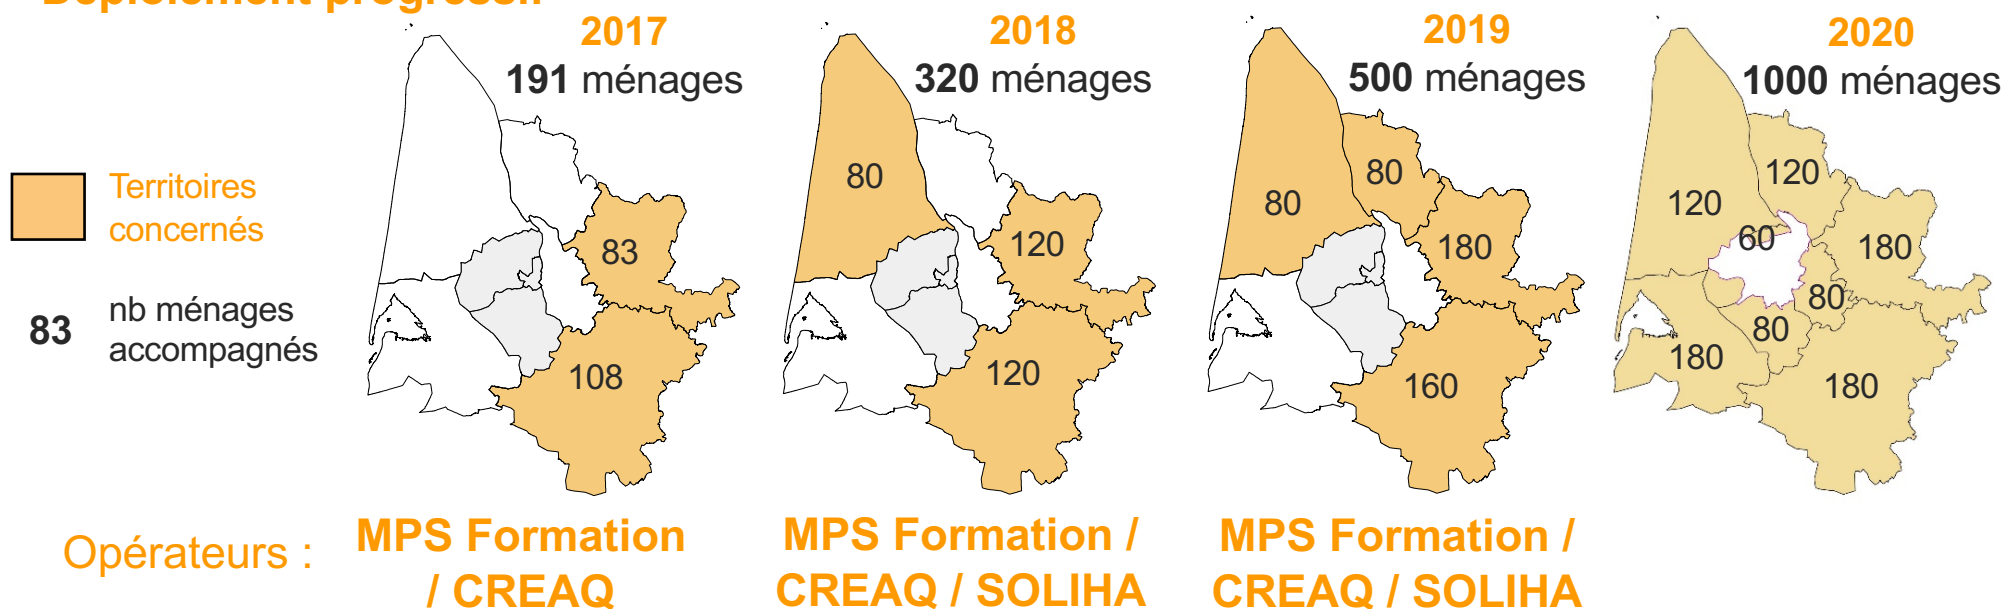 Déploiement progressif
2017
191 ménages
2018
320 ménages
2019
500 ménages
2020
1000 ménages
Territoires
concernés
83
nb ménages
accompagnés
83
108
80
120
120
80
80
180
160
120
120
60
180
80
80
180
180
Opérateurs :
MPS Formation
/ CREAQ
MPS Formation /
CREAQ / SOLIHA
MPS Formation /
CREAQ / SOLIHA